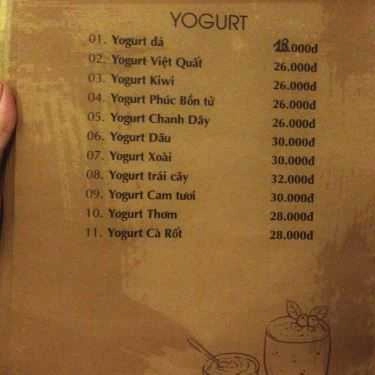 YOGURT
01. Yogurt đá 18.000đ
02. Yogurt Việt Quất 26.000đ
03. Yogurt Kiwi 26.000đ
04. Yogurt Phúc Bồn tử 26.000đ
05. Yogurt Chanh Dây 26.000đ
06. Yogurt Dâu 30.000đ
07. Yogurt Xoài 30.000đ
08. Yogurt trái cây 32.000đ
09. Yogurt Cam tươi 30.000đ
10. Yogurt Thơm 28.000đ
11. Yogurt Cà Rốt 28.000đ